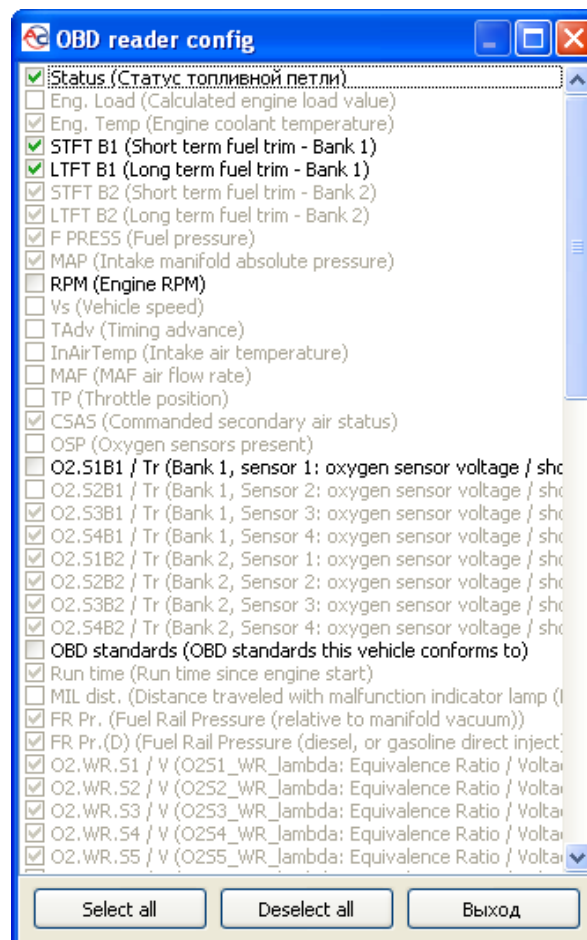 OBD reader config
Status (Статус топливной петли)
Eng. Load (Calculated engine load value)
Eng. Temp (Engine coolant temperature)
STFT B1 (Short term fuel trim - Bank 1)
LTFT B1 (Long term fuel trim - Bank 1)
STFT B2 (Short term fuel trim - Bank 2)
LTFT B2 (Long term fuel trim - Bank 2)
F PRESS (Fuel pressure)
MAP (Intake manifold absolute pressure)
RPM (Engine RPM)
Vs (Vehicle speed)
TAdv (Timing advance)
InAirTemp (Intake air temperature)
MAF (MAF air flow rate)
TP (Throttle position)
CSAS (Commanded secondary air status)
OSP (Oxygen sensors present)
O2.S1B1 / Tr (Bank 1, sensor 1: oxygen sensor voltage / sho
O2.S2B1 / Tr (Bank 1, Sensor 2: oxygen sensor voltage / sho
O2.S3B1 / Tr (Bank 1, Sensor 3: oxygen sensor voltage / sho
O2.S4B1 / Tr (Bank 1, Sensor 4: oxygen sensor voltage / sho
O2.S1B2 / Tr (Bank 2, Sensor 1: oxygen sensor voltage / sho
O2.S2B2 / Tr (Bank 2, Sensor 2: oxygen sensor voltage / sho
O2.S3B2 / Tr (Bank 2, Sensor 3: oxygen sensor voltage / sho
O2.S4B2 / Tr (Bank 2, Sensor 4: oxygen sensor voltage / sho
OBD standards (OBD standards this vehicle conforms to)
Run time (Run time since engine start)
MIL dist. (Distance traveled with malfunction indicator lamp (
FR Pr. (Fuel Rail Pressure (relative to manifold vacuum))
FR Pr.(D) (Fuel Rail Pressure (diesel, or gasoline direct inject)
O2.WR.S1 / V (O2S1_WR_lambda: Equivalence Ratio / Volta
O2.WR.S2 / V (O2S2_WR_lambda: Equivalence Ratio / Volta
O2.WR.S3 / V (O2S3_WR_lambda: Equivalence Ratio / Volta
O2.WR.S4 / V (O2S4_WR_lambda: Equivalence Ratio / Volta
O2.WR.S5 / V (O2S5_WR_lambda: Equivalence Ratio / Volta
Select all
Deselect all
Выход